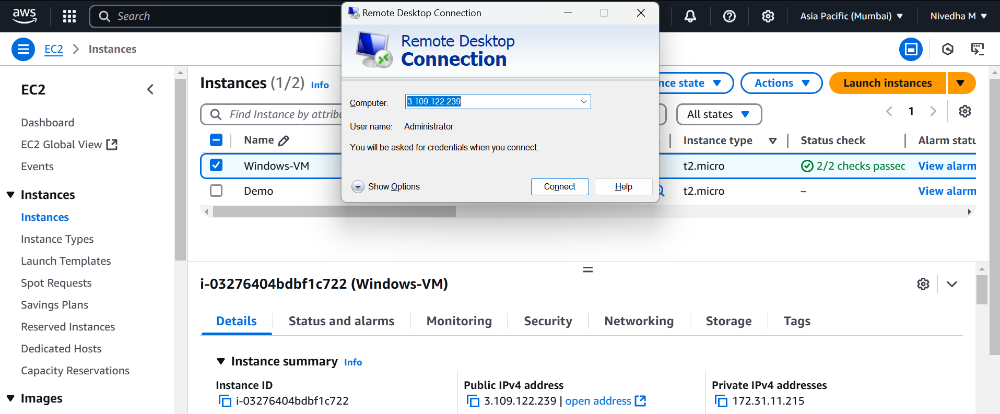 aws
Search
Asia Pacific (Mumbai)
Nivedha M
Remote Desktop Connection
Remote Desktop
Connection
Computer:
3.109.122.239
User name: Administrator
You will be asked for credentials when you connect.
Show Options
Connect
Help
EC2
Instances
EC2
Dashboard
EC2 Global View
Events
Instances
Instances
Instance Types
Launch Templates
Spot Requests
Savings Plans
Reserved Instances
Dedicated Hosts
Capacity Reservations
Images
Instances (1/2) Info
nce state
Actions
Launch instances
Find Instance by attribu
All states
1
Name
Instance type
Status check
Alarm statu
Windows-VM
t2.micro
2/2 checks passec
View alarm
Demo
t2.micro
–
View alarm
i-03276404bdbf1c722 (Windows-VM)
Details
Status and alarms
Monitoring
Security
Networking
Storage
Tags
Instance summary Info
Instance ID
i-03276404bdbf1c722
Public IPv4 address
3.109.122.239 | open address
Private IPv4 addresses
172.31.11.215